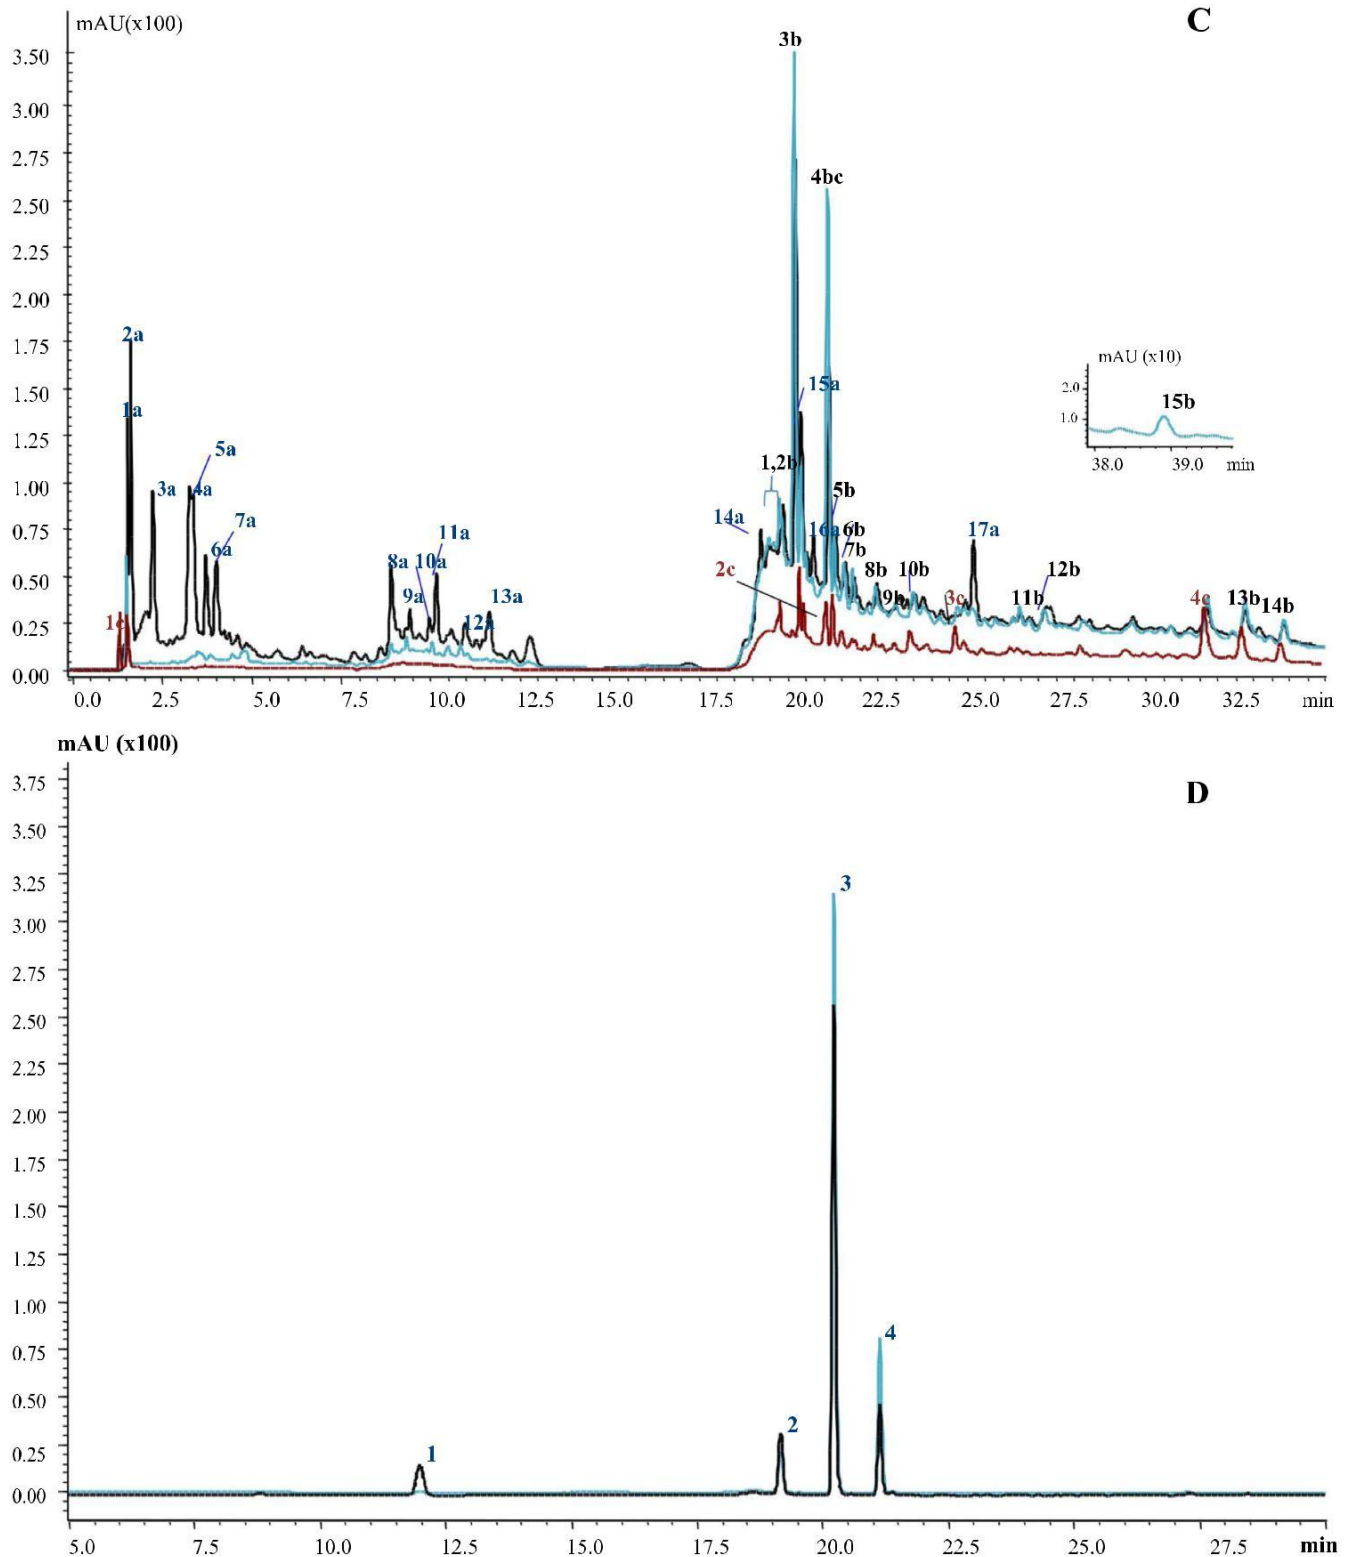 mAU(x100)
C
3b
3.50
3.00
2.75
4bc
2.50
2.25
2.00
2a
1.75
mAU (x10)
15a
2.0
1.50
15b
1a
1.0
1.25
5a
1,2b
38.0 39.0 min
1.00
3a
4a
5b
7a
14a
0.75
11a
16a
6b
17a
6a
7b
8a
10a
2c
8b
10b
12b
0.50
9a
13a
9b
3c
11b
4c
13b
14b
0.25
1c
12a
0.00
0.0 2.5 5.0 7.5 10.0 12.5 15.0 17.5 20.0 22.5 25.0 27.5 30.0 32.5 min
mAU (x100)
3.75
D
3.50
3.25
3
3.00
2.75
2.50
2.25
2.00
1.75
1.50
1.25
1.00
4
0.75
0.50
2
0.25
1
0.00
5.0 7.5 10.0 12.5 15.0 17.5 20.0 22.5 25.0 27.5 min